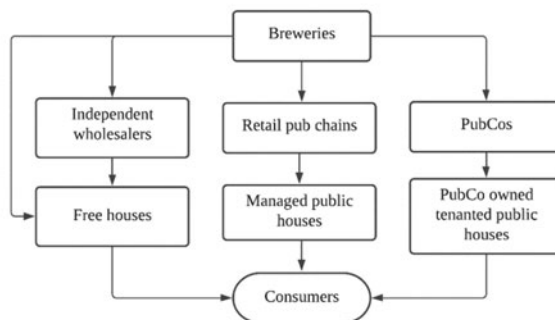 Breweries
Independent
wholesalers
Retail pub chains
PubCos
Free houses
Managed public
houses
PubCo owned
tenanted public
houses
Consumers